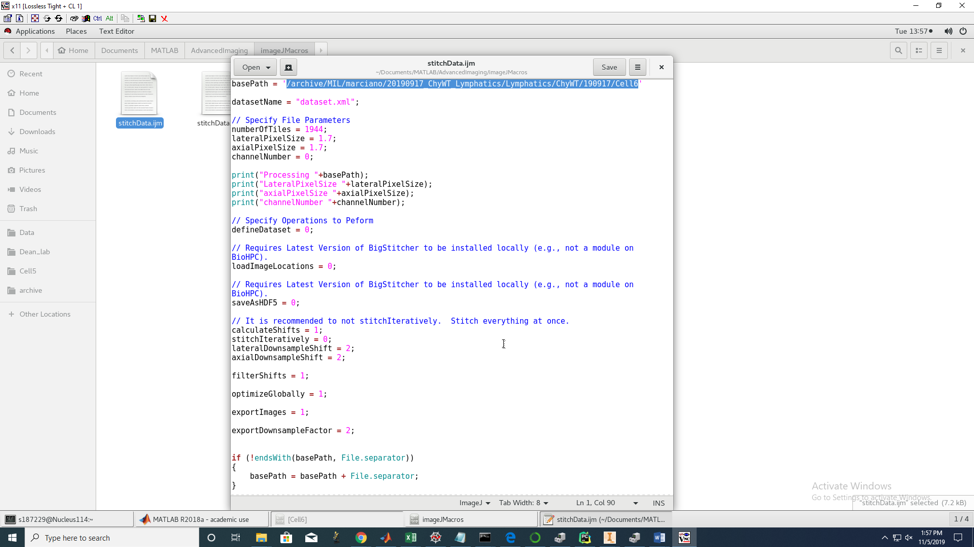 x11 [Lossless Tight + CL 1]
Ctrl Alt
Applications Places Text Editor Tue 13:57
Home Documents MATLAB AdvancedImaging imageJMacros
Recent
Home
Documents
Downloads
Music
Pictures
Videos
Trash
Data
Dean_lab
Cell5
archive
Other Locations
stitchData.ijm
Open
stitchData.ijm
~/Documents/MATLAB/AdvancedImaging/imageJMacros
Save
basePath = '/archive/MIL/marciano/20190917_ChyWT_Lymphatics/Lymphatics/ChyWT/190917/Cell6'
datasetName = "dataset.xml";
// Specify File Parameters
numberOfTiles = 1944;
lateralPixelSize = 1.7;
axialPixelSize = 1.7;
channelNumber = 0;
print("Processing "+basePath);
print("LateralPixelSize "+lateralPixelSize);
print("axialPixelSize "+axialPixelSize);
print("channelNumber "+channelNumber);
// Specify Operations to Peform
defineDataset = 0;
// Requires Latest Version of BigStitcher to be installed locally (e.g., not a module on
BioHPC).
loadImageLocations = 0;
// Requires Latest Version of BigStitcher to be installed locally (e.g., not a module on
BioHPC).
saveAsHDF5 = 0;
// It is recommended to not stitchIteratively.  Stitch everything at once.
calculateShifts = 1;
stitchIteratively = 0;
lateralDownsampleShift = 2;
axialDownsampleShift = 2;
filterShifts = 1;
optimizeGlobally = 1;
exportImages = 1;
exportDownsampleFactor = 2;
if (!endsWith(basePath, File.separator))
{
    basePath = basePath + File.separator;
}
ImageJ Tab Width: 8 Ln 1, Col 90 INS
Activate Windows
Go to Settings to activate Windows.
"stitchData.ijm" selected (7.2 kB)
s187229@Nucleus114:~
MATLAB R2018a - academic use
[Cell6]
imageJMacros
stitchData.ijm (~/Documents/MATL...
1 / 4
Type here to search
1:57 PM
11/5/2019